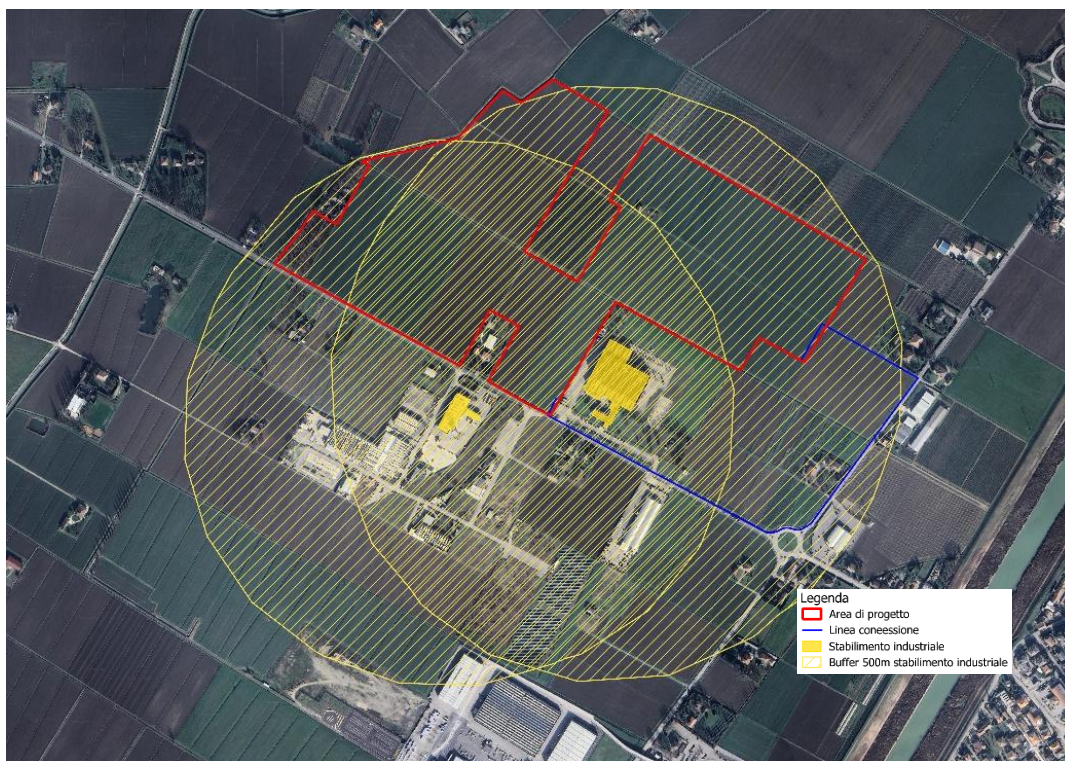 Legenda
Area di progetto
Linea coneessione
Stabilimento industriale
Buffer 500m stabilimento industriale